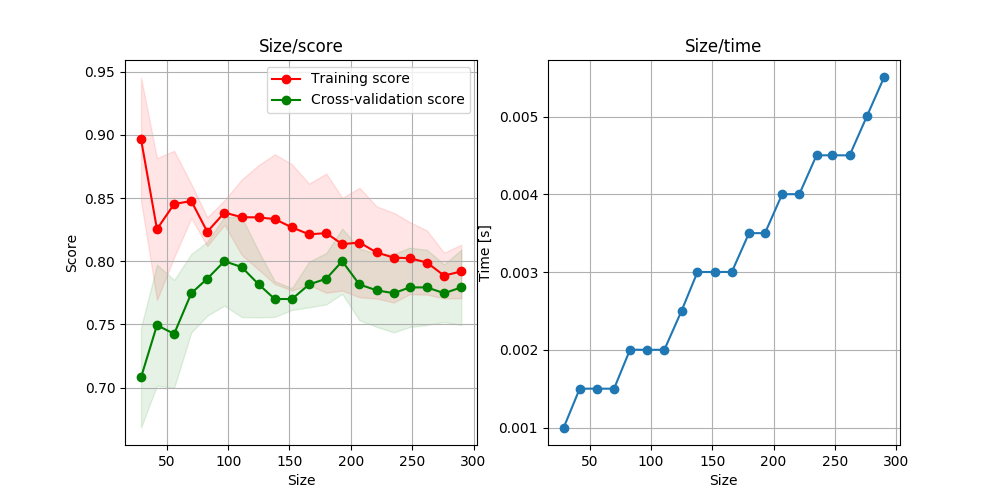 Size/score
Score
0.95
0.90
0.85
0.80
0.75
0.70
Training score
Cross-validation score
50 100 150 200 250 300
Size
Size/time
Time [s]
0.005
0.004
0.003
0.002
0.001
50 100 150 200 250 300
Size